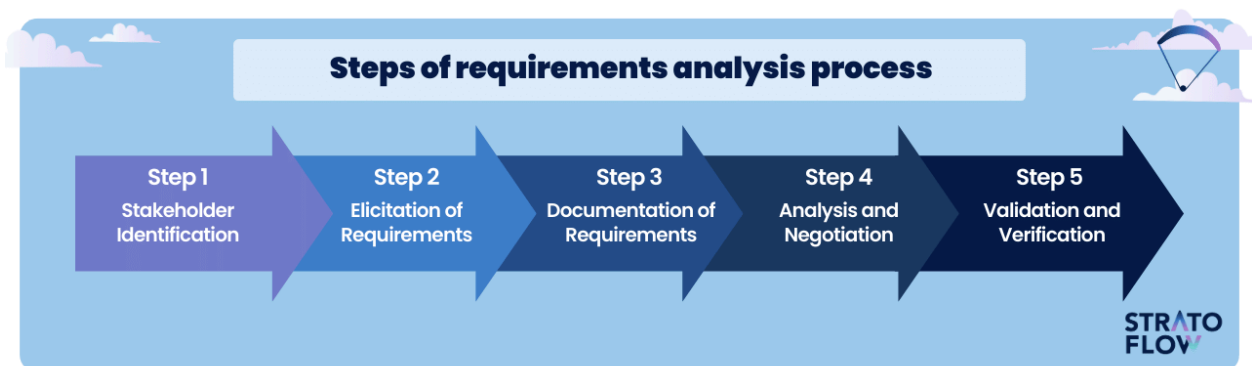 Steps of requirements analysis process
Step 1
Stakeholder
Identification
Step 2
Elicitation of
Requirements
Step 3
Documentation of
Requirements
Step 4
Analysis and
Negotiation
Step 5
Validation and
Verification
STRATO
FLOW